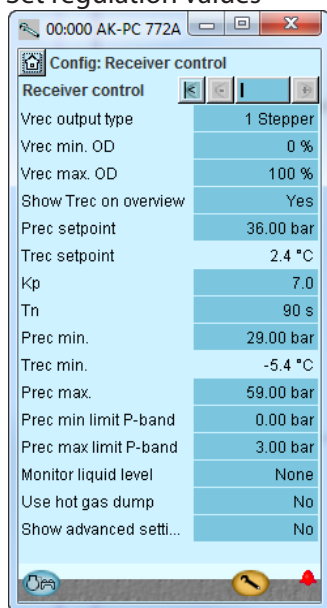 Set regulation values
00:000 AK-PC 772A
Config: Receiver control
Receiver control
Vrec output type 1 Stepper
Vrec min. OD 0 %
Vrec max. OD 100 %
Show Trec on overview Yes
Prec setpoint 36.00 bar
Trec setpoint 2.4 °C
Kp 7.0
Tn 90 s
Prec min. 29.00 bar
Trec min. -5.4 °C
Prec max. 59.00 bar
Prec min limit P-band 0.00 bar
Prec max limit P-band 3.00 bar
Monitor liquid level None
Use hot gas dump No
Show advanced setti... No